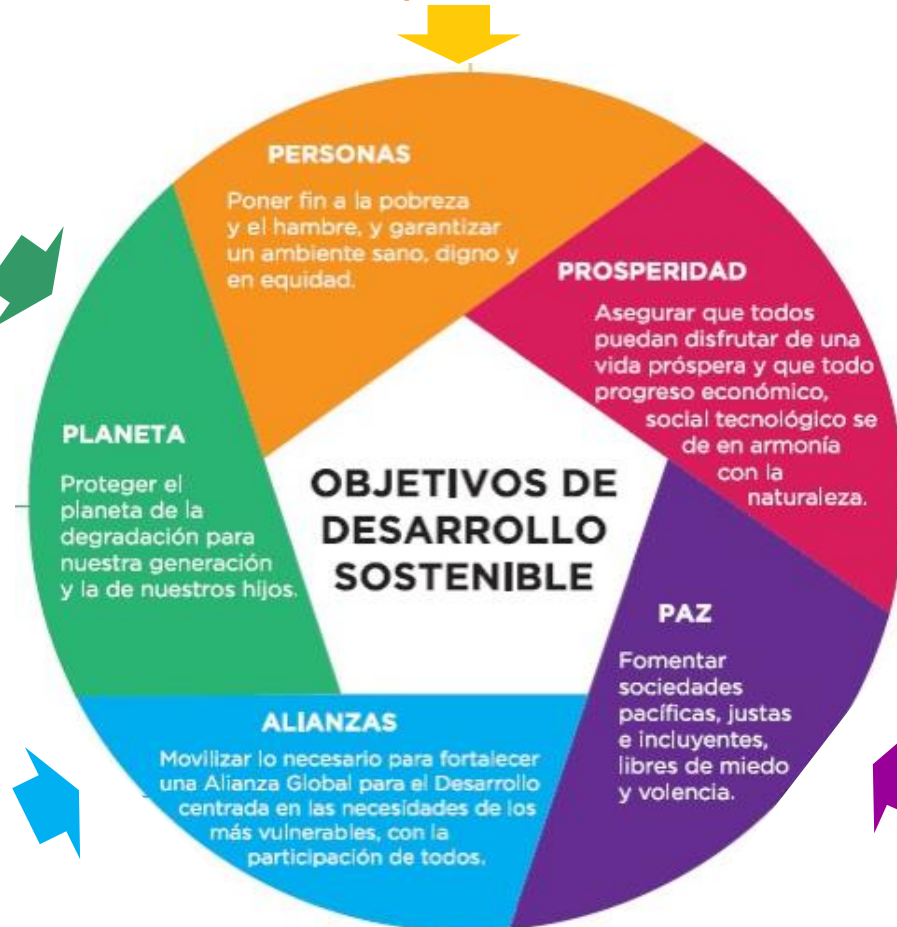 PERSONAS
Poner fin a la pobreza
y el hambre, y garantizar
un ambiente sano, digno y
en equidad.
PROSPERIDAD
Asegurar que todos
puedan disfrutar de una
vida próspera y que todo
progreso económico,
social tecnológico se
de en armonía
con la
naturaleza.
PLANETA
Proteger el
planeta de la
degradación para
nuestra generación
y la de nuestros hijos.
OBJETIVOS DE
DESARROLLO
SOSTENIBLE
PAZ
Fomentar
sociedades
pacíficas, justas
e incluyentes,
libres de miedo
y volencia.
ALIANZAS
Movilizar lo necesario para fortalecer
una Alianza Global para el Desarrollo
centrada en las necesidades de los
más vulnerables, con la
participación de todos.